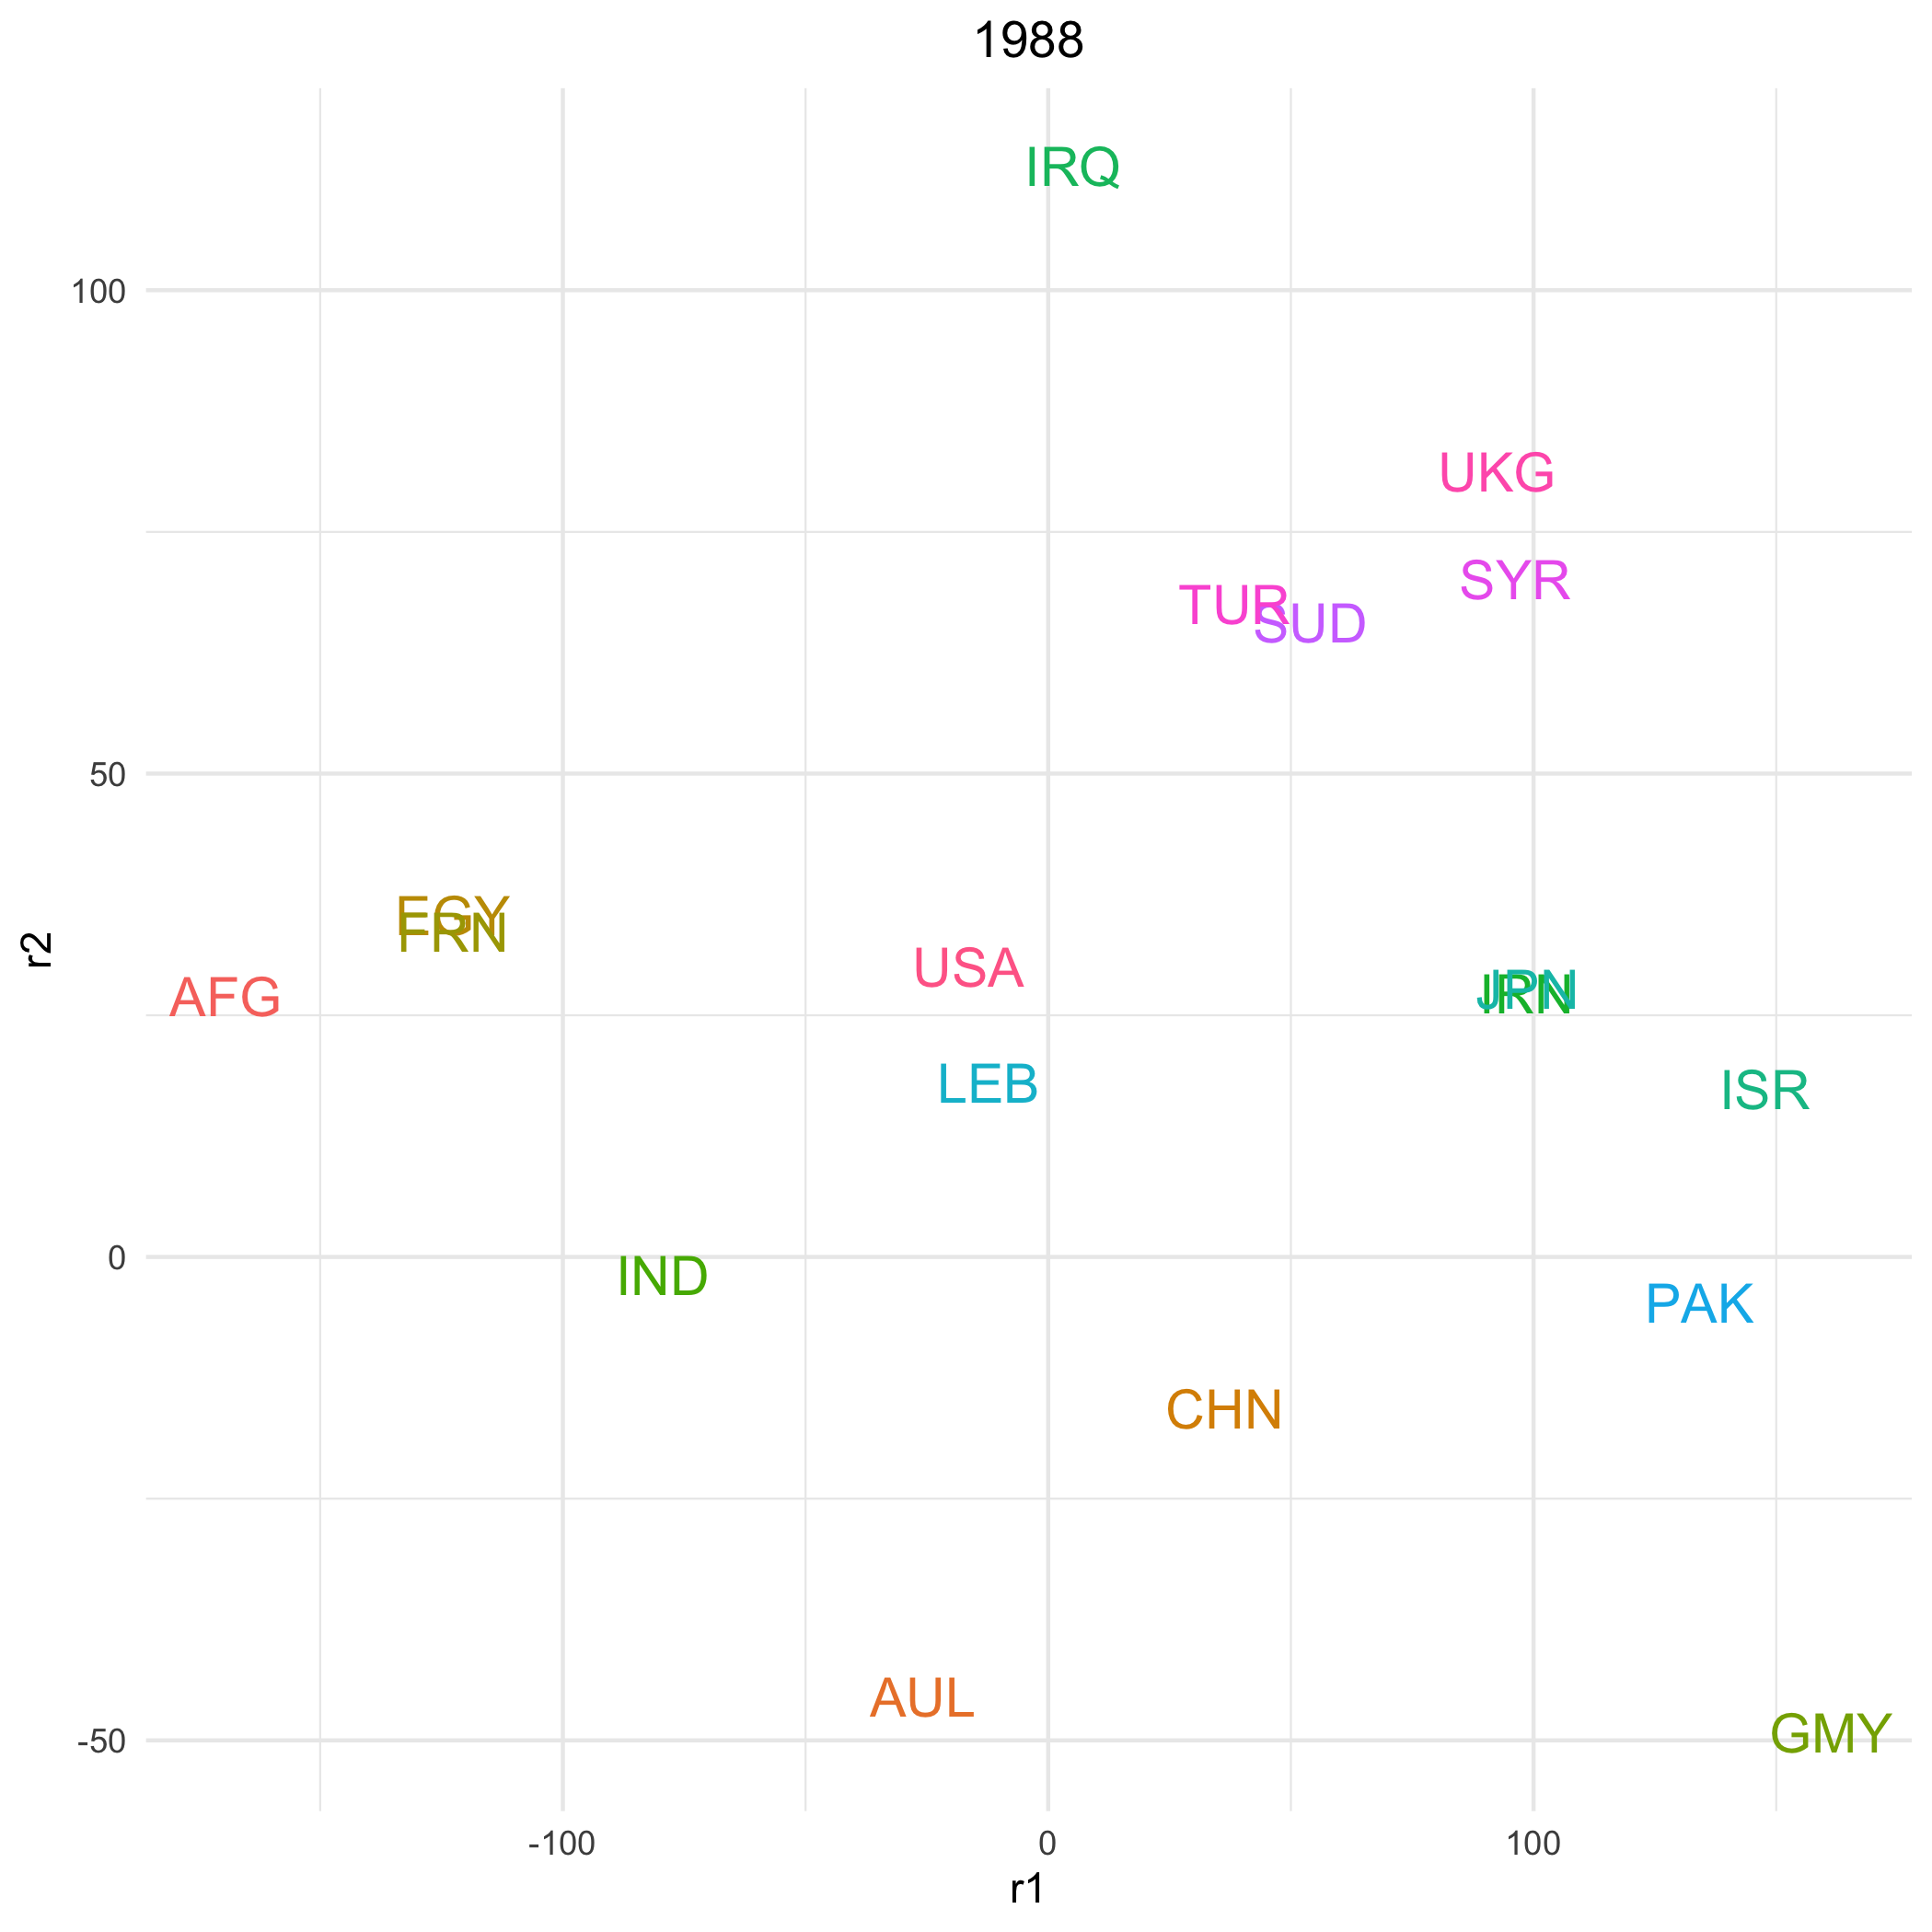 1988
IRQ
100
UKG
SYR
TUR
SUD
50
EGY
FRN
r2
USA
AFG
JPN
IRN
LEB
ISR
0
IND
PAK
CHN
AUL
-50
GMY
-100
0
100
r1